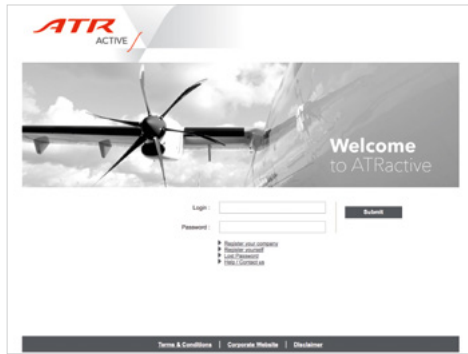 ATR
ACTIVE
Welcome
to ATRactive
Login :
Submit
Password :
Register your company
Register yourself
Lost Password
Help / Contact us
Terms & Conditions | Corporate Website | Disclaimer